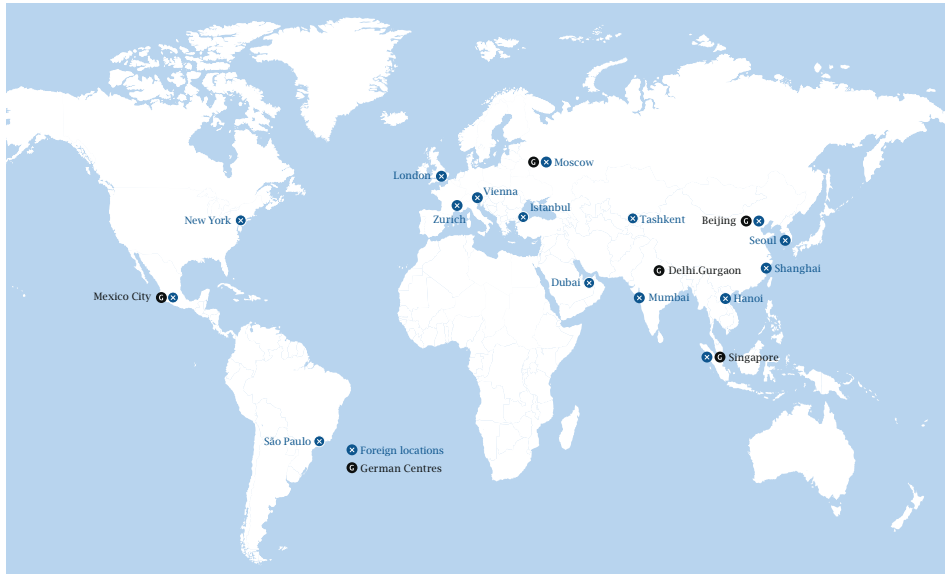 London
G
Moscow
Vienna
Zurich
Istanbul
New York
Tashkent
Beijing
G
Seoul
G
Delhi.Gurgaon
Shanghai
Dubai
Mexico City
G
Mumbai
Hanoi
G
Singapore
São Paulo
Foreign locations
G
German Centres